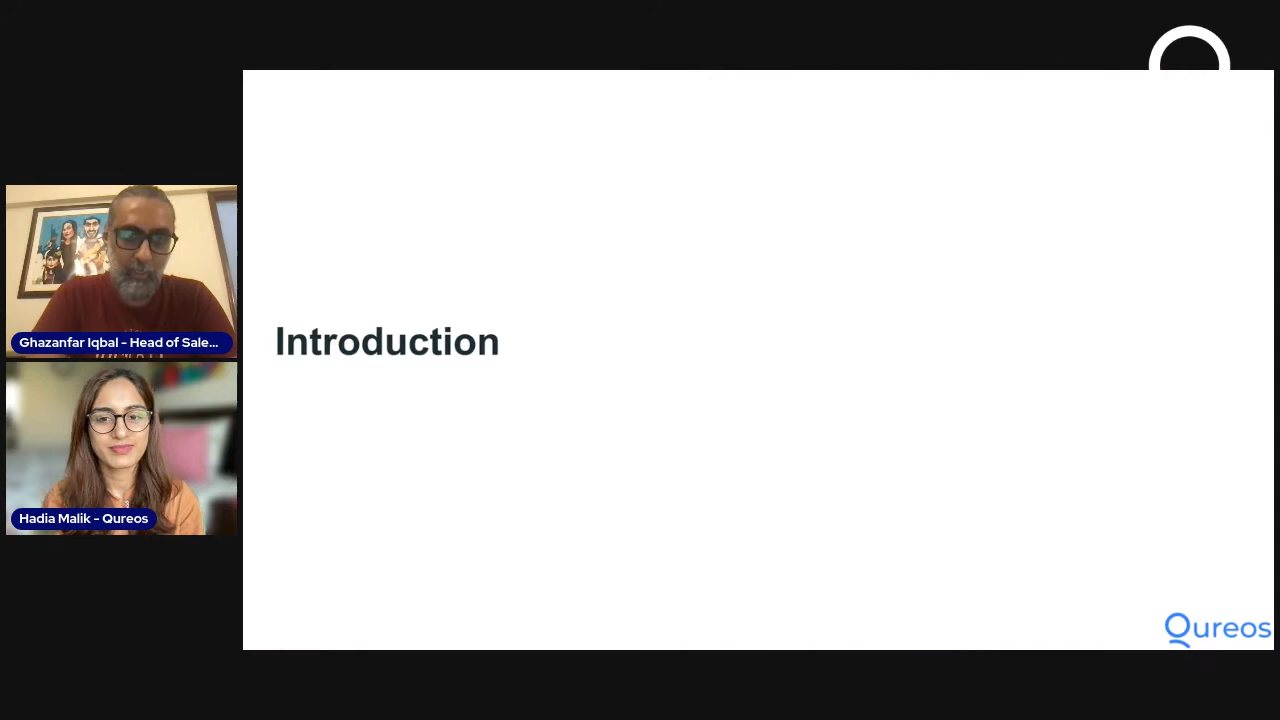 Ghazanfar Iqbal - Head of Sale...
Hadia Malik - Qureos
Introduction
Qureos